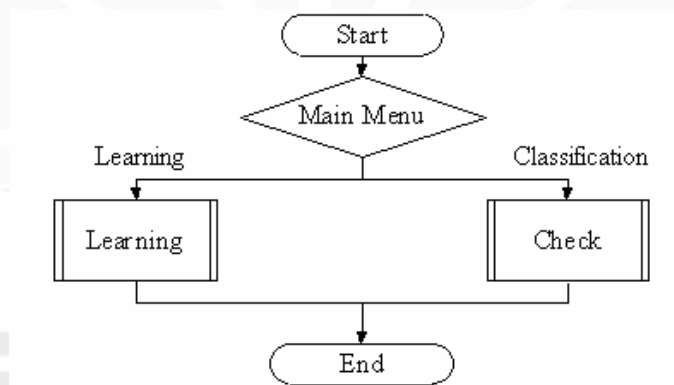 Start
Main Menu
Learning
Classification
Learning
Check
End